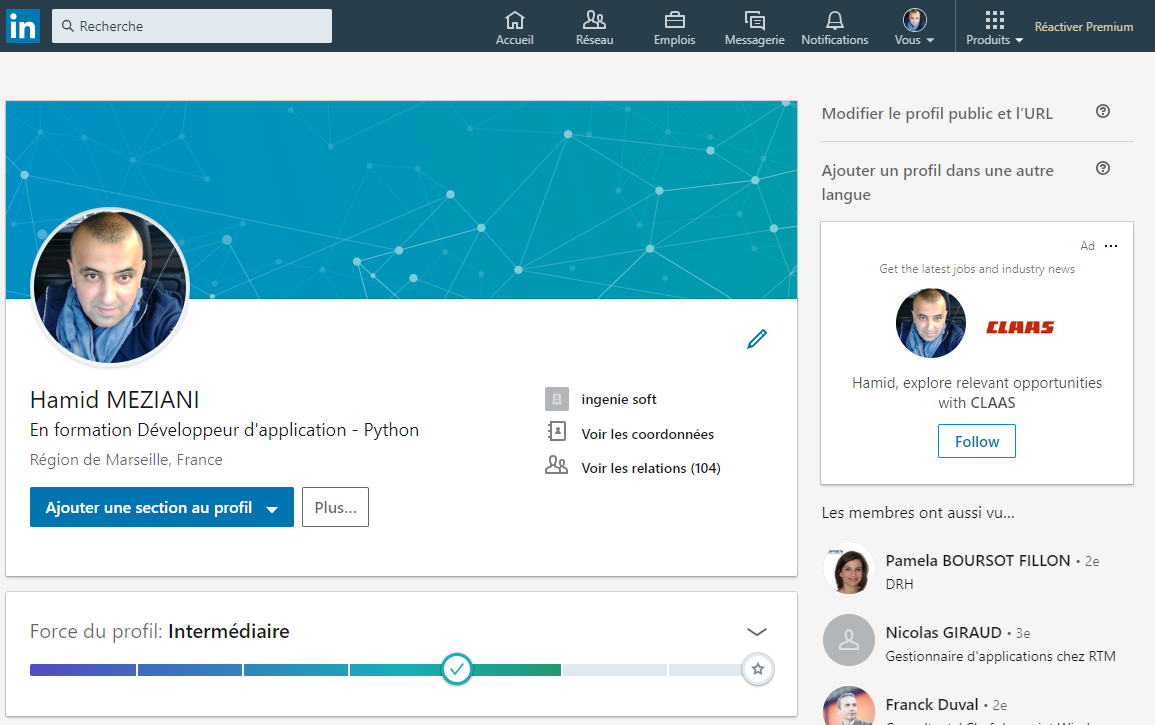 in
Recherche
Accueil
Réseau
Emplois
Messagerie
Notifications
Vous
Produits
Réactiver Premium
Hamid MEZIANI
En formation Développeur d'application - Python
Région de Marseille, France
Ajouter une section au profil
Plus...
ingenie soft
Voir les coordonnées
Voir les relations (104)
Force du profil: Intermédiaire
Modifier le profil public et l’URL
Ajouter un profil dans une autre
langue
Ad
Get the latest jobs and industry news
CLAAS
Hamid, explore relevant opportunities
with CLAAS
Follow
Les membres ont aussi vu...
Pamela BOURSOT FILLON • 2e
DRH
Nicolas GIRAUD • 3e
Gestionnaire d'applications chez RTM
Franck Duval • 2e